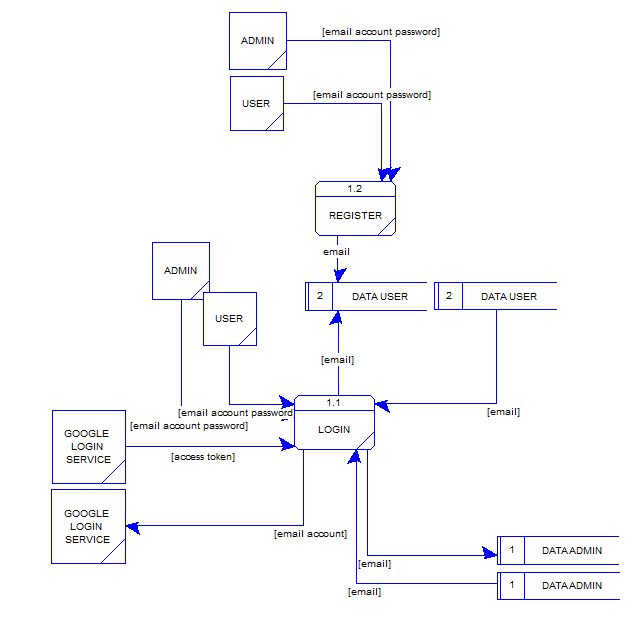 [email account password]
ADMIN
[email account password]
USER
1.2
REGISTER
email
ADMIN
2
DATA USER
2
DATA USER
USER
[email]
1.1
[email account password
[email]
[email account password]
LOGIN
GOOGLE
LOGIN
SERVICE
[access token]
GOOGLE
LOGIN
SERVICE
[email account]
1
DATA ADMIN
[email]
1
DATA ADMIN
[email]